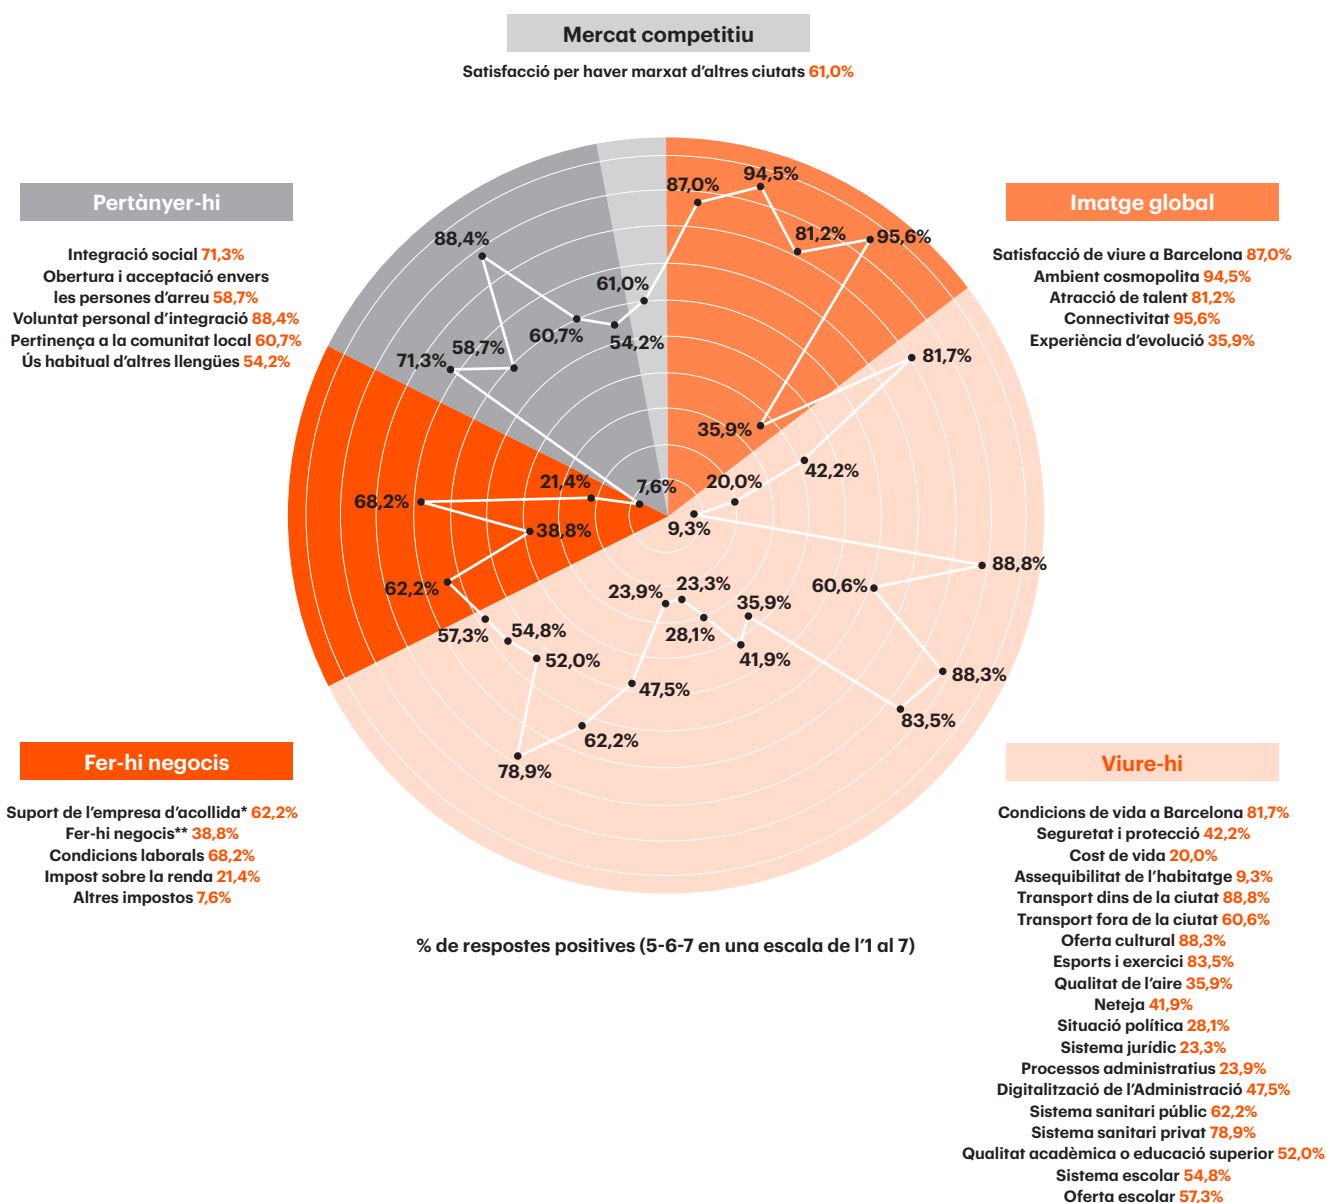 Mercat competitiu
Satisfacció per haver marxat d'altres ciutats 61,0%
Pertànyer-hi
Integració social 71,3%
Obertura i acceptació envers
les persones d'arreu 58,7%
Voluntat personal d'integració 88,4%
Pertinença a la comunitat local 60,7%
Ús habitual d'altres llengües 54,2%
Imatge global
Satisfacció de viure a Barcelona 87,0%
Ambient cosmopolita 94,5%
Atracció de talent 81,2%
Connectivitat 95,6%
Experiència d'evolució 35,9%
87,0%
94,5%
81,2%
95,6%
35,9%
81,7%
42,2%
20,0%
9,3%
88,8%
60,6%
88,3%
83,5%
35,9%
41,9%
28,1%
23,3%
23,9%
47,5%
62,2%
78,9%
52,0%
54,8%
57,3%
62,2%
38,8%
68,2%
21,4%
7,6%
71,3%
58,7%
88,4%
60,7%
54,2%
61,0%
Fer-hi negocis
Suport de l'empresa d'acollida* 62,2%
Fer-hi negocis** 38,8%
Condicions laborals 68,2%
Impost sobre la renda 21,4%
Altres impostos 7,6%
% de respostes positives (5-6-7 en una escala de l'1 al 7)
Viure-hi
Condicions de vida a Barcelona 81,7%
Seguretat i protecció 42,2%
Cost de vida 20,0%
Assequibilitat de l'habitatge 9,3%
Transport dins de la ciutat 88,8%
Transport fora de la ciutat 60,6%
Oferta cultural 88,3%
Esports i exercici 83,5%
Qualitat de l'aire 35,9%
Neteja 41,9%
Situació política 28,1%
Sistema jurídic 23,3%
Processos administratius 23,9%
Digitalització de l'Administració 47,5%
Sistema sanitari públic 62,2%
Sistema sanitari privat 78,9%
Qualitat acadèmica o educació superior 52,0%
Sistema escolar 54,8%
Oferta escolar 57,3%